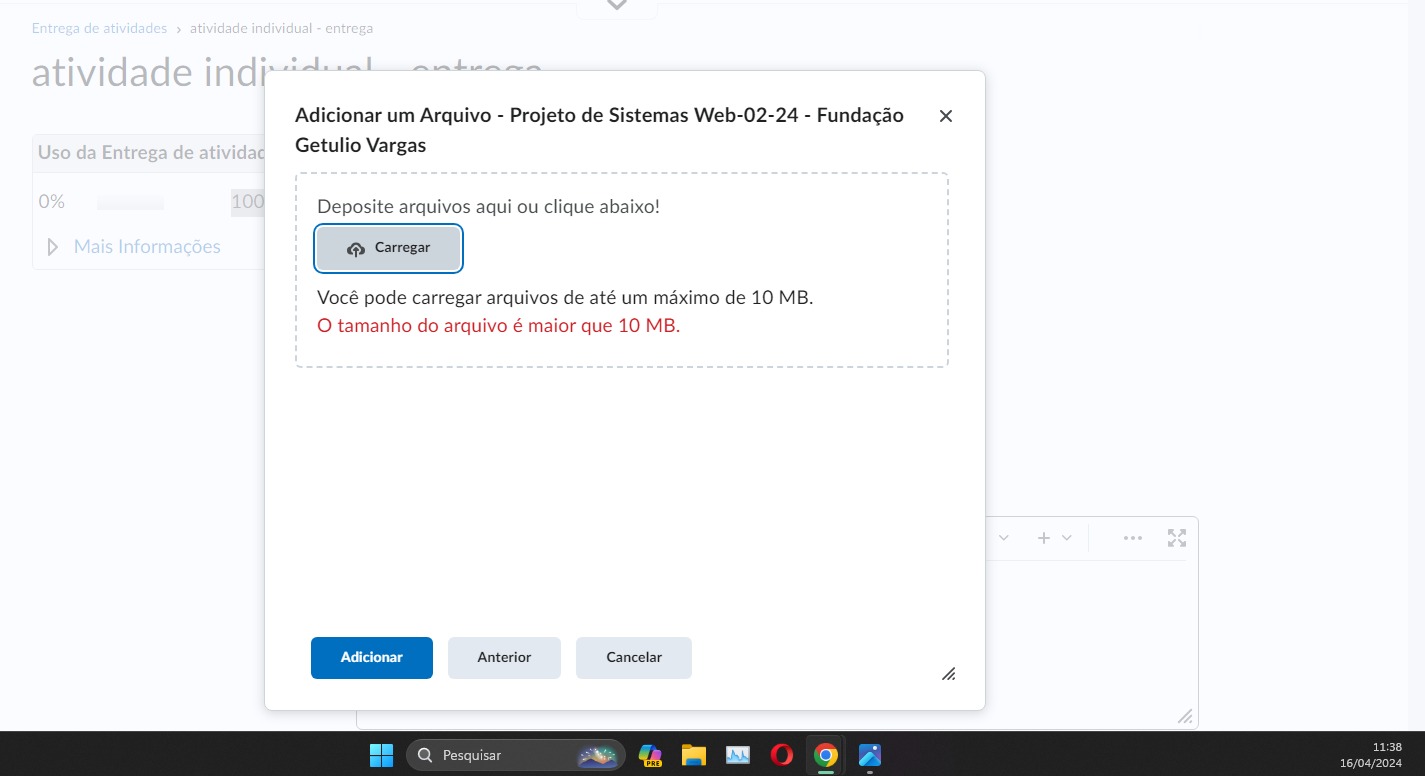 Entrega de atividades › atividade individual - entrega
atividade individual - entrega
Adicionar um Arquivo - Projeto de Sistemas Web-02-24 - Fundação
Getulio Vargas
Uso da Entrega de atividad
0%
100
Mais Informações
Deposite arquivos aqui ou clique abaixo!
Carregar
Você pode carregar arquivos de até um máximo de 10 MB.
O tamanho do arquivo é maior que 10 MB.
Adicionar
Anterior
Cancelar
Pesquisar
PRE
11:38
16/04/2024